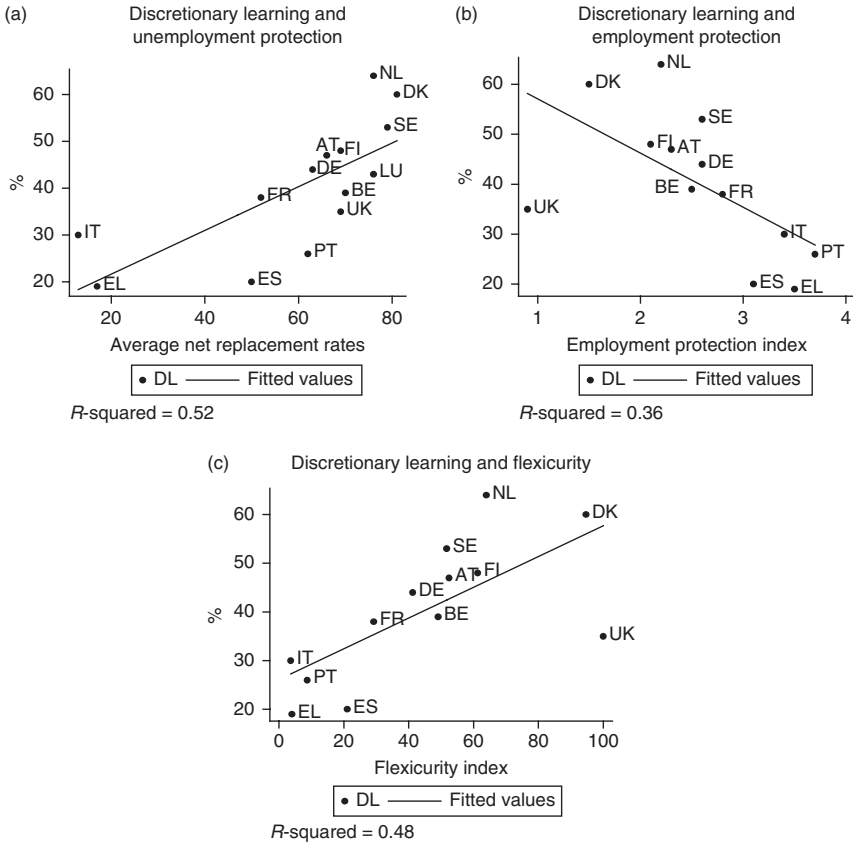 (a)
Discretionary learning and
unemployment protection
%
60
50
40
30
20
NL
DK
SE
AT
FI
DE
LU
FR
BE
UK
IT
PT
EL
ES
20
40
60
80
Average net replacement rates
DL
Fitted values
R-squared = 0.52
(b)
Discretionary learning and
employment protection
%
60
50
40
30
20
NL
DK
SE
FI
AT
DE
BE
FR
UK
IT
PT
ES
EL
1
2
3
4
Employment protection index
DL
Fitted values
R-squared = 0.36
(c)
Discretionary learning and flexicurity
%
60
50
40
30
20
NL
DK
SE
AT
FI
DE
FR
BE
UK
IT
PT
EL
ES
0
20
40
60
80
100
Flexicurity index
DL
Fitted values
R-squared = 0.48